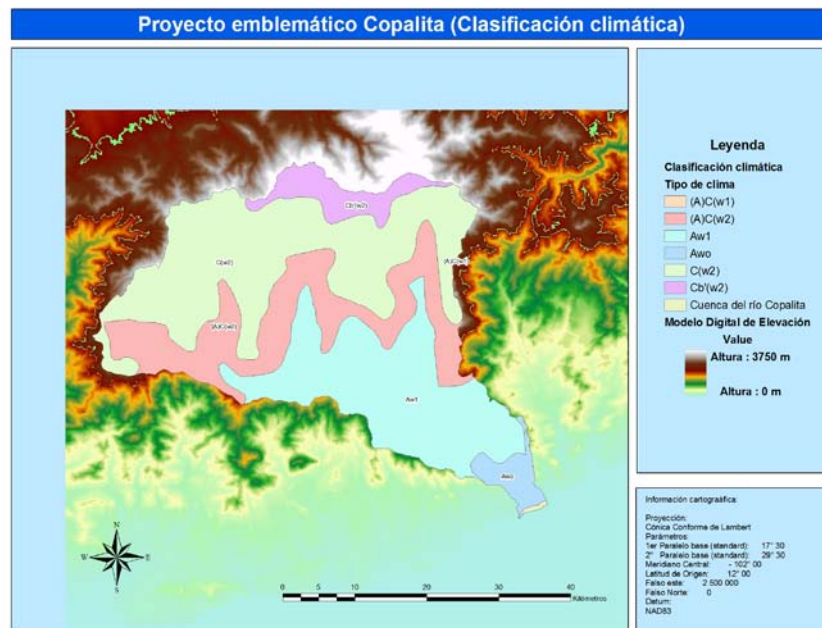 Proyecto emblemático Copalita (Clasificación climática)
Cb'(w2)
C(w2)
(A)C(w1)
(A)C(w2)
Aw1
Awo
N
W
E
S
0
5
10
20
30
40
Kilómetros
Leyenda
Clasificación climática
Tipo de clima
(A)C(w1)
(A)C(w2)
Aw1
Awo
C(w2)
Cb'(w2)
Cuenca del río Copalita
Modelo Digital de Elevación
Value
Altura : 3750 m
Altura : 0 m
Información cartograáfica:
Proyección:
Cónica Conforme de Lambert
Parámetros:
1er Paralelo base (standard): 17° 30
2° Paralelo base (standard): 29° 30
Meridiano Central: - 102° 00
Latitud de Origen: 12° 00
Falso este: 2 500 000
Falso Norte: 0
Datum:
NAD83